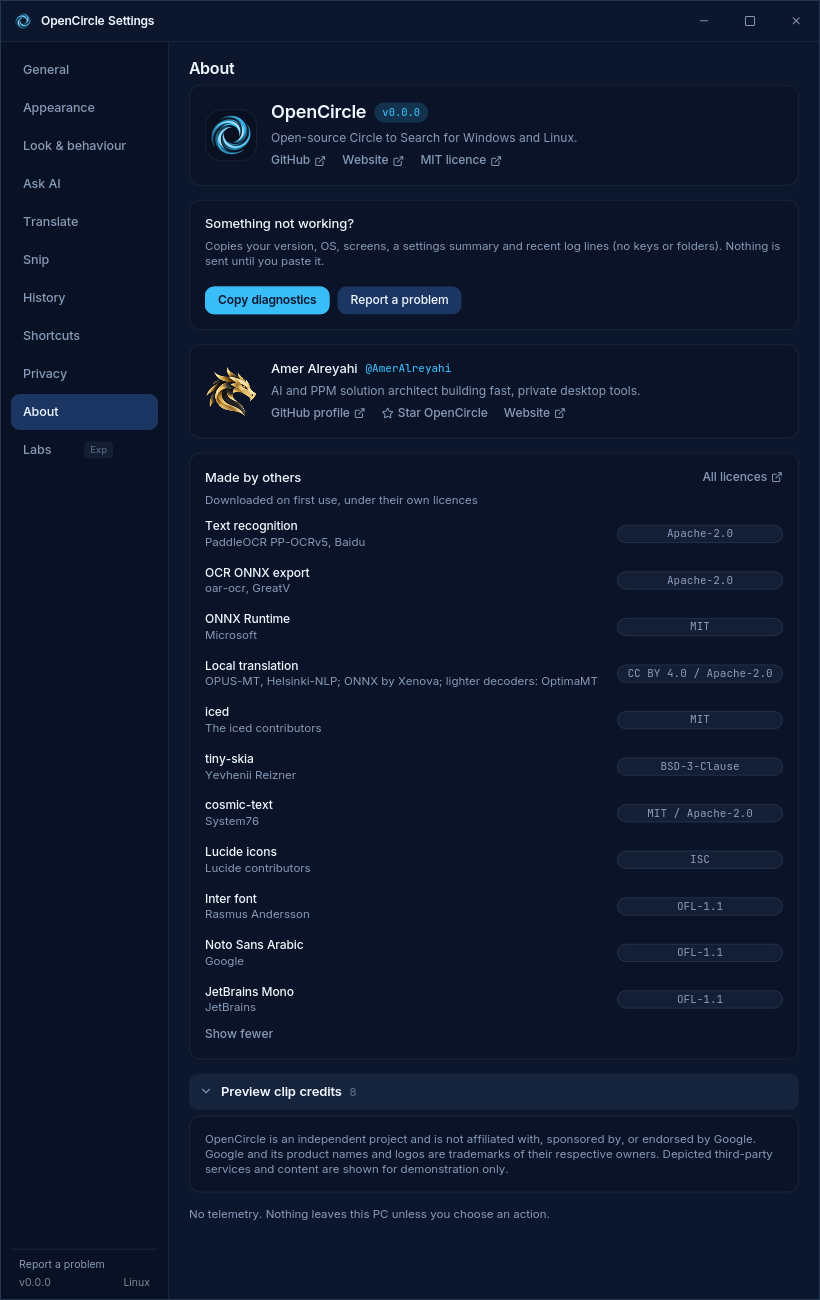 OpenCircle Settings
General
Appearance
Look & behaviour
Ask AI
Translate
Snip
History
Shortcuts
Privacy
About
Labs Exp
Report a problem
v0.0.0 Linux
About
OpenCircle v0.0.0
Open-source Circle to Search for Windows and Linux.
GitHub Website MIT licence
Something not working?
Copies your version, OS, screens, a settings summary and recent log lines (no keys or folders). Nothing is
sent until you paste it.
Copy diagnostics Report a problem
Amer Alreyahi @AmerAlreyahi
AI and PPM solution architect building fast, private desktop tools.
GitHub profile Star OpenCircle Website
Made by others All licences
Downloaded on first use, under their own licences
Text recognition
PaddleOCR PP-OCRv5, Baidu
Apache-2.0
OCR ONNX export
oar-ocr, GreatV
Apache-2.0
ONNX Runtime
Microsoft
MIT
Local translation
OPUS-MT, Helsinki-NLP; ONNX by Xenova; lighter decoders: OptimaMT
CC BY 4.0 / Apache-2.0
iced
The iced contributors
MIT
tiny-skia
Yevhenii Reizner
BSD-3-Clause
cosmic-text
System76
MIT / Apache-2.0
Lucide icons
Lucide contributors
ISC
Inter font
Rasmus Andersson
OFL-1.1
Noto Sans Arabic
Google
OFL-1.1
JetBrains Mono
JetBrains
OFL-1.1
Show fewer
Preview clip credits 8
OpenCircle is an independent project and is not affiliated with, sponsored by, or endorsed by Google.
Google and its product names and logos are trademarks of their respective owners. Depicted third-party
services and content are shown for demonstration only.
No telemetry. Nothing leaves this PC unless you choose an action.